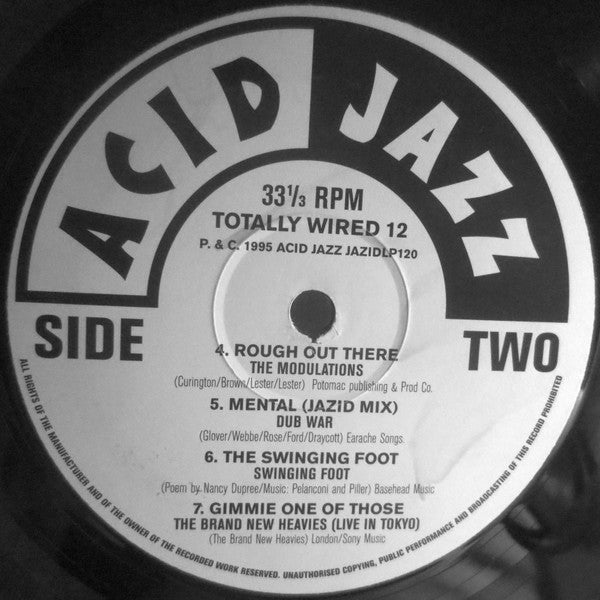 ACID JAZZ
33⅓ RPM
TOTALLY WIRED 12
P. & C. 1995 ACID JAZZ JAZIDLP120
SIDE TWO
4. ROUGH OUT THERE
THE MODULATIONS
(Curington/Brown/Lester/Lester) Potomac publishing & Prod Co.
5. MENTAL (JAZID MIX)
DUB WAR
(Glover/Webbe/Rose/Ford/Draycott) Earache Songs.
6. THE SWINGING FOOT
SWINGING FOOT
(Poem by Nancy Dupree/Music: Pelanconi and Piller) Basehead Music
7. GIMMIE ONE OF THOSE
THE BRAND NEW HEAVIES (LIVE IN TOKYO)
(The Brand New Heavies) London/Sony Music
ALL RIGHTS OF THE MANUFACTURER AND OF THE OWNER OF THE RECORDED WORK RESERVED. UNAUTHORISED COPYING, PUBLIC PERFORMANCE AND BROADCASTING OF THIS RECORD PROHIBITED